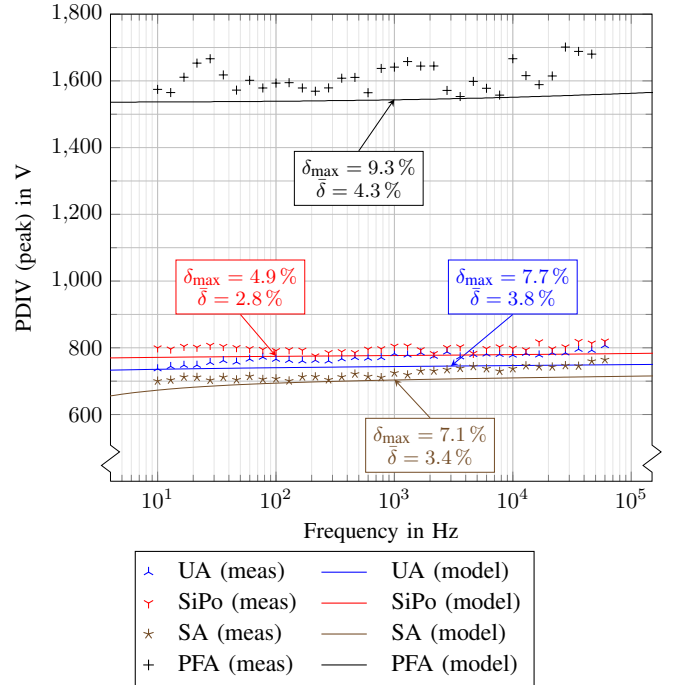 1,800
1,600
1,400
1,200
1,000
800
600
PDIV (peak) in V
δmax = 9.3 %
δ̄ = 4.3 %
δmax = 4.9 %
δ̄ = 2.8 %
δmax = 7.7 %
δ̄ = 3.8 %
δmax = 7.1 %
δ̄ = 3.4 %
10¹ 10² 10³ 10⁴ 10⁵
Frequency in Hz
UA (meas) UA (model)
SiPo (meas) SiPo (model)
SA (meas) SA (model)
PFA (meas) PFA (model)